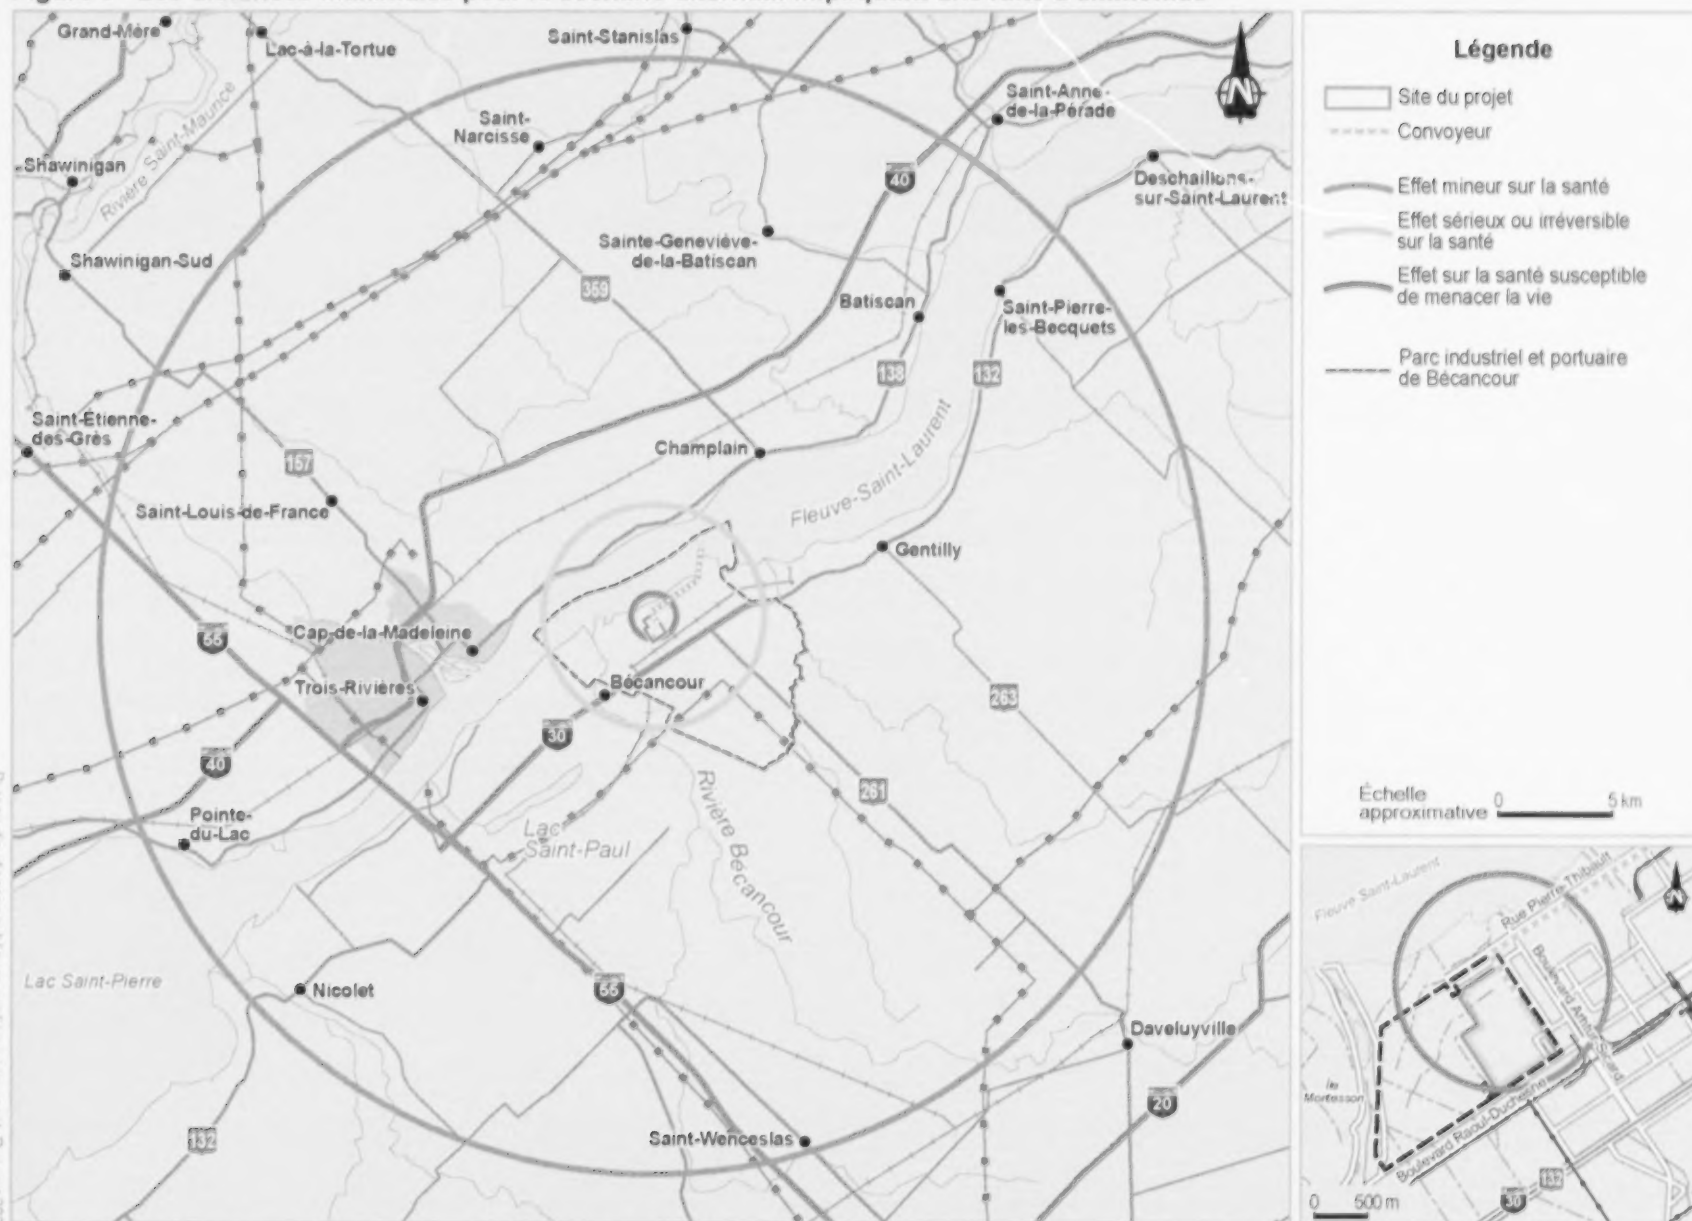 Grand-Mère
Lac-à-la-Tortue
Saint-Stanislas
Saint-Anne-
de-la-Pérade
Saint-
Narcisse
Rivière Saint-Maurice
Shawinigan
40
Deschaillons-
sur-Saint-Laurent
Shawinigan-Sud
Sainte-Geneviève-
de-la-Batiscan
359
Batiscan
Saint-Pierre-
les-Becquets
138
132
Saint-Étienne-
des-Grès
157
Champlain
Fleuve-Saint-Laurent
Saint-Louis-de-France
Gentilly
55
Cap-de-la-Madeleine
Trois-Rivières
Bécancour
263
30
40
261
Pointe-
du-Lac
Lac
Saint-Paul
Rivière Bécancour
Lac Saint-Pierre
Nicolet
55
Daveluyville
20
132
Saint-Wenceslas
N
Légende
Site du projet
Convoyeur
Effet mineur sur la santé
Effet sérieux ou irréversible
sur la santé
Effet sur la santé susceptible
de menacer la vie
Parc industriel et portuaire
de Bécancour
Échelle
approximative
0 5 km
Fleuve Saint-Laurent
Rue Pierre-Thibault
N
Boulevard
Île
Montesson
Boulevard Raoul-Duchesne
132
30
0 500 m